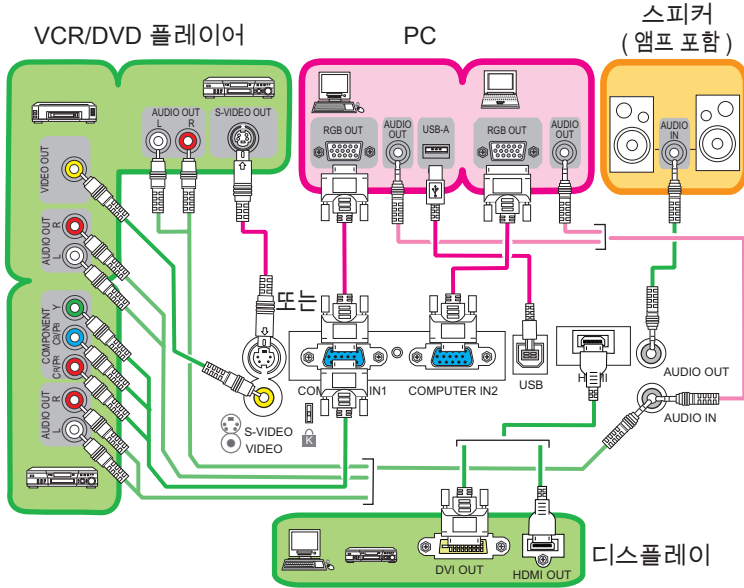 VCR/DVD 플레이어
PC
스피커
( 앰프 포함 )
AUDIO OUT
L R
S-VIDEO OUT
RGB OUT
AUDIO OUT
USB-A
RGB OUT
AUDIO OUT
AUDIO IN
VIDEO OUT
AUDIO OUT
R
L
COMPONENT
Y
CB/PB
CR/PR
AUDIO OUT
R
L
또는
COMPUTER IN1
COMPUTER IN2
USB
HDMI
AUDIO OUT
AUDIO IN
S-VIDEO
VIDEO
K
DVI OUT
HDMI OUT
디스플레이